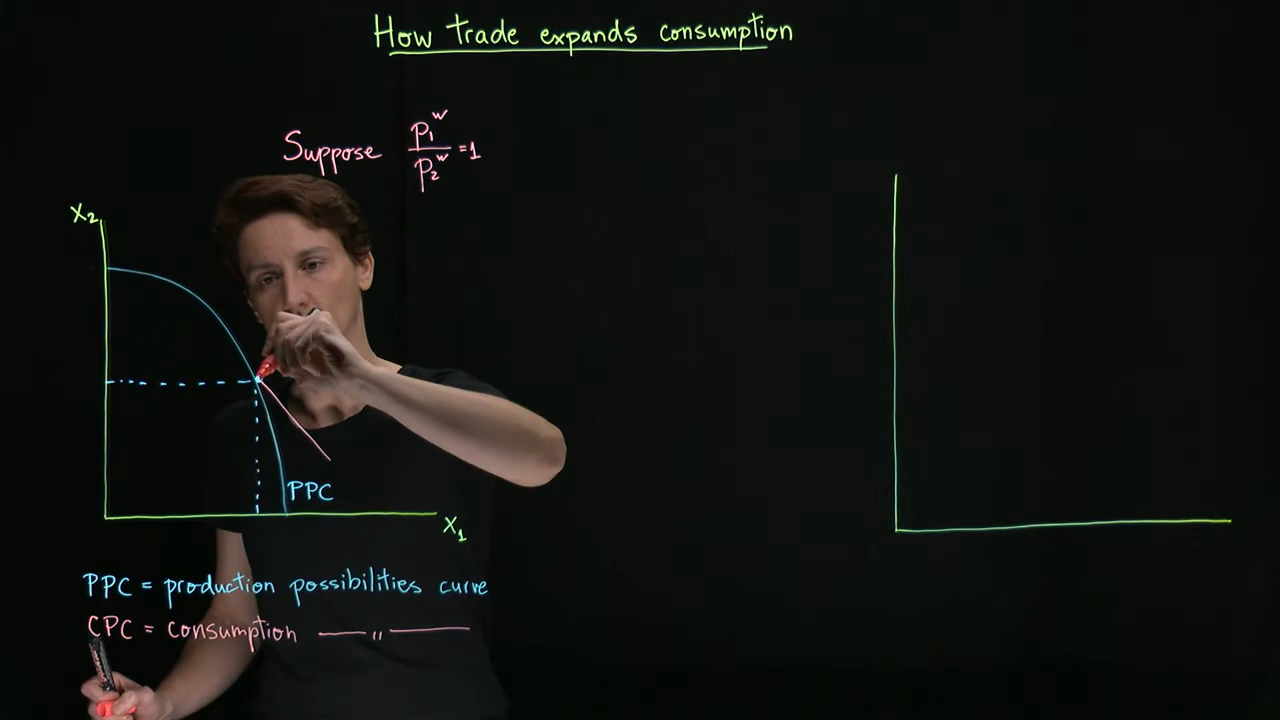 How trade expands consumption
Suppose p₁ʷ/p₂ʷ = 1
X₂
PPC
X₁
PPC = production possibilities curve
CPC = consumption —— " ——